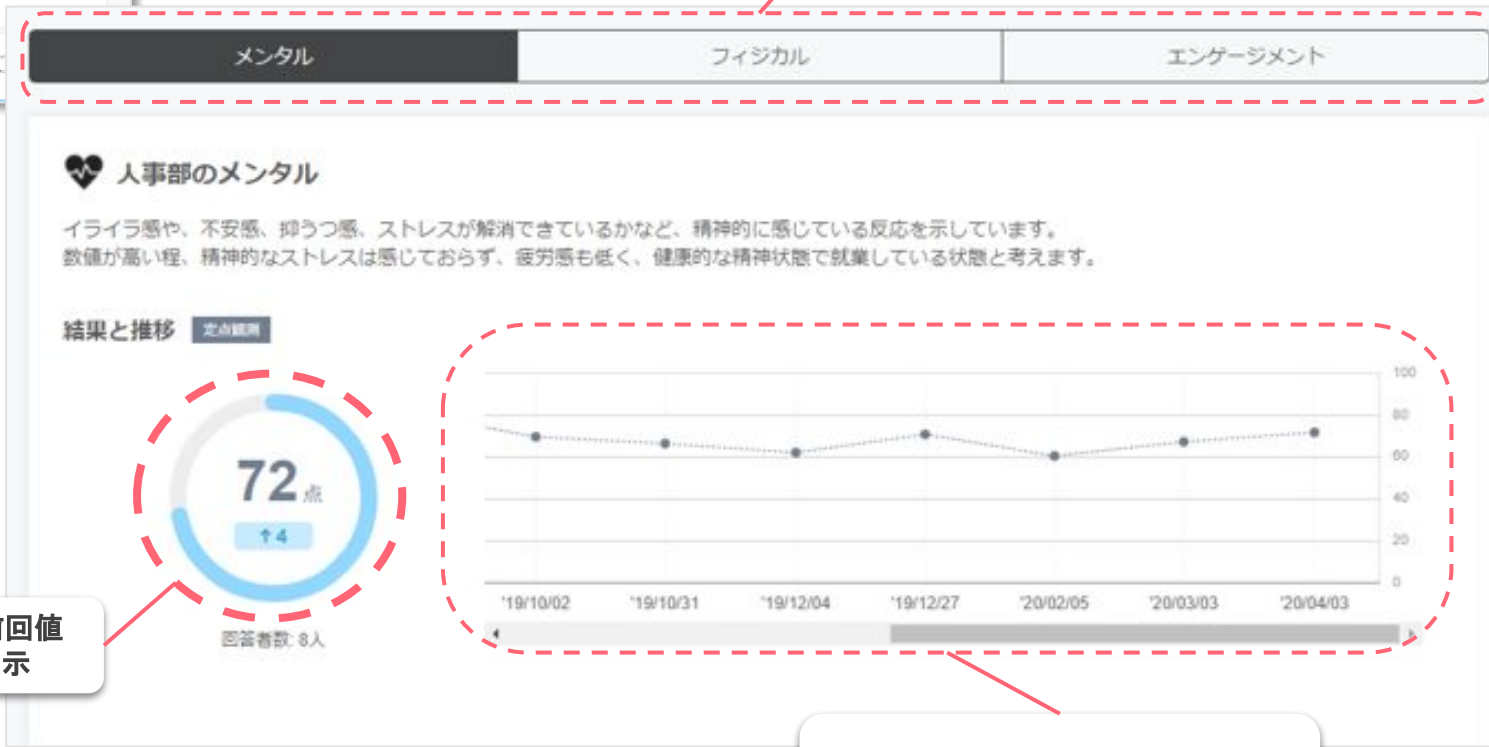 メンタル
フィジカル
エンゲージメント
人事部のメンタル
イライラ感や、不安感、抑うつ感、ストレスが解消できているかなど、精神的に感じている反応を示しています。
数値が高い程、精神的なストレスは感じておらず、疲労感も低く、健康的な精神状態で就業している状態と考えます。
結果と推移 定点観測
72点
↑4
回答者数: 8人
100
80
60
40
20
0
'19/10/02 '19/10/31 '19/12/04 '19/12/27 '20/02/05 '20/03/03 '20/04/03
回値
示